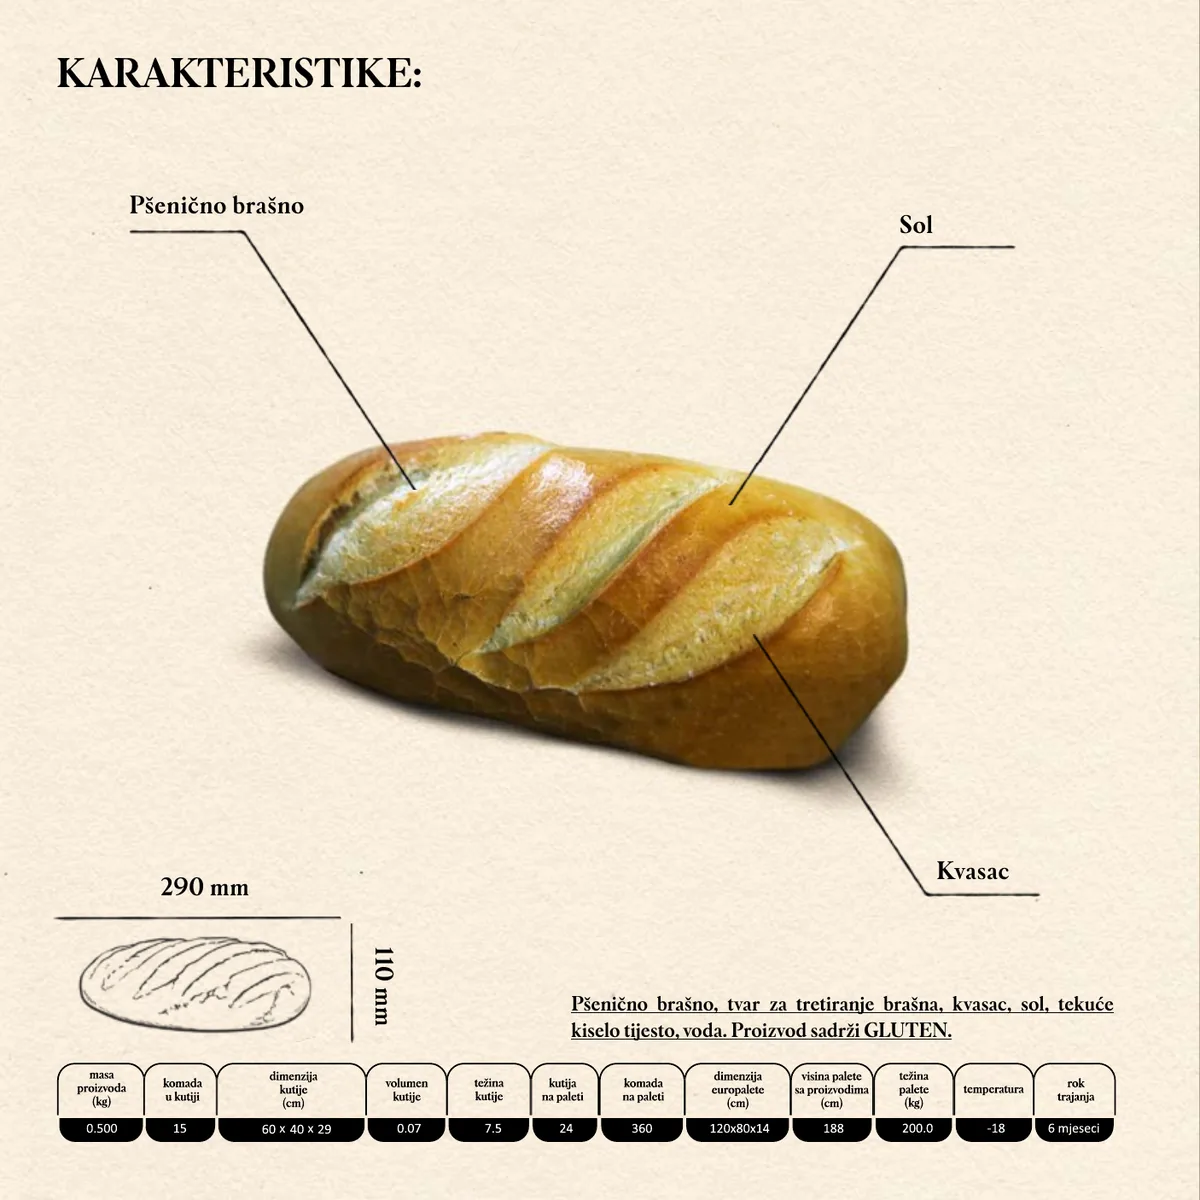 KARAKTERISTIKE:
Pšenično brašno
Sol
Kvasac
290 mm
110 mm
Pšenično brašno, tvar za tretiranje brašna, kvasac, sol, tekuće
kiselo tijesto, voda. Proizvod sadrži GLUTEN.
masa
proizvoda
(kg)
0.500
komada
u kutiji
15
dimenzija
kutije
(cm)
60 x 40 x 29
volumen
kutije
0.07
težina
kutije
7.5
kutija
na paleti
24
komada
na paleti
360
dimenzija
europalete
(cm)
120x80x14
visina palete
sa proizvodima
(cm)
188
težina
palete
(kg)
200.0
temperatura
-18
rok
trajanja
6 mjeseci